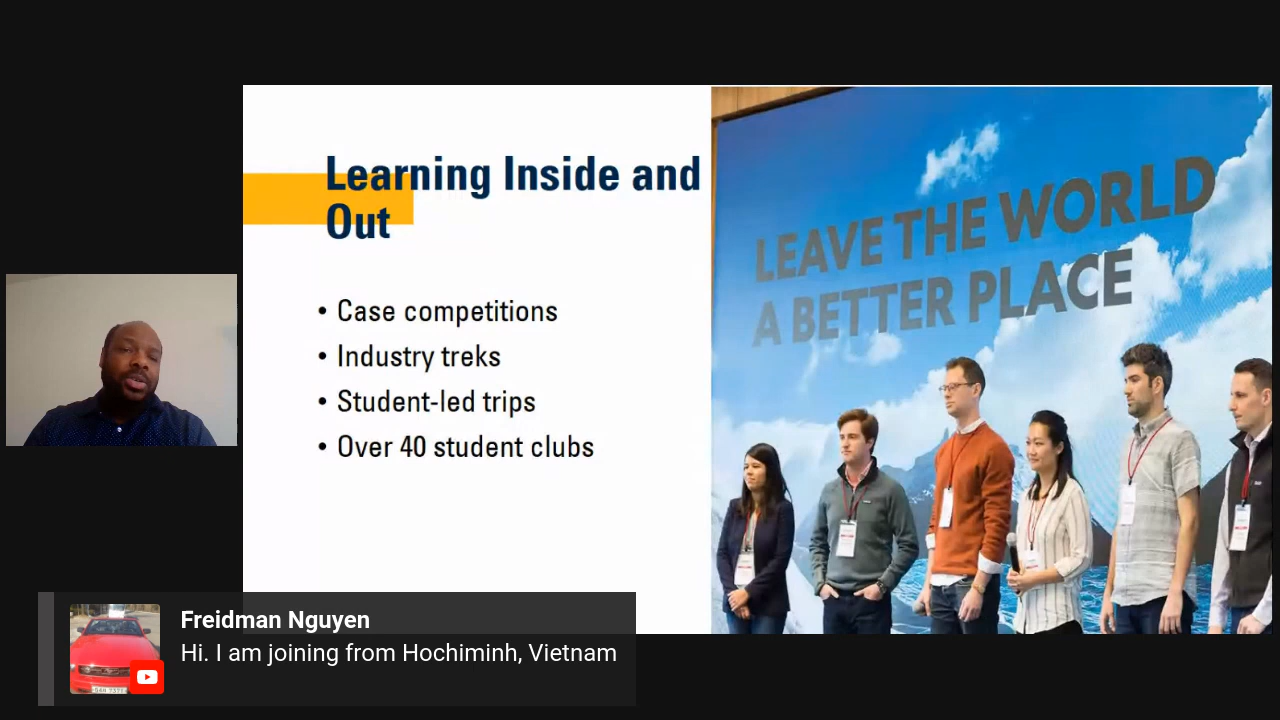 Learning Inside and
Out
• Case competitions
• Industry treks
• Student-led trips
• Over 40 student clubs
LEAVE THE WORLD
A BETTER PLACE
Freidman Nguyen
Hi. I am joining from Hochiminh, Vietnam